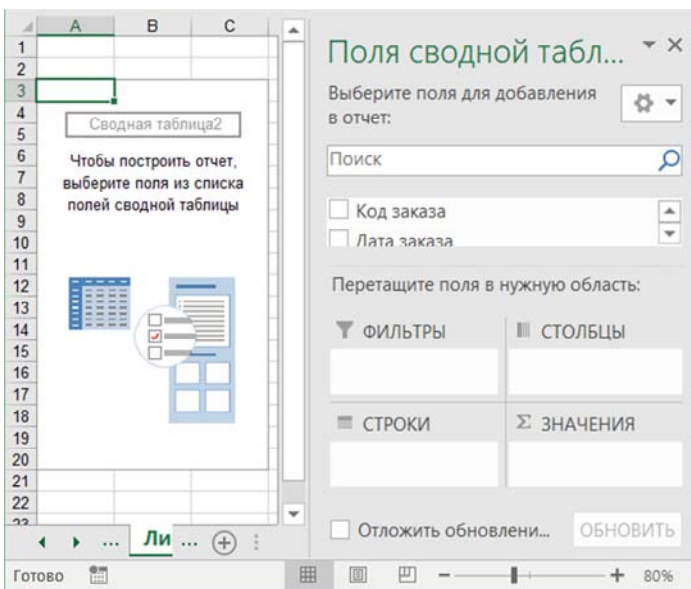 A B C
1
2
3
4
5
6
7
8
9
10
11
12
13
14
15
16
17
18
19
20
21
22
23
Сводная таблица2
Чтобы построить отчет,
выберите поля из списка
полей сводной таблицы
... Ли ...
Готово
Поля сводной табл...
Выберите поля для добавления
в отчет:
Поиск
Код заказа
Дата заказа
Перетащите поля в нужную область:
ФИЛЬТРЫ
СТОЛБЦЫ
СТРОКИ
Σ ЗНАЧЕНИЯ
Отложить обновлени...
ОБНОВИТЬ
80%